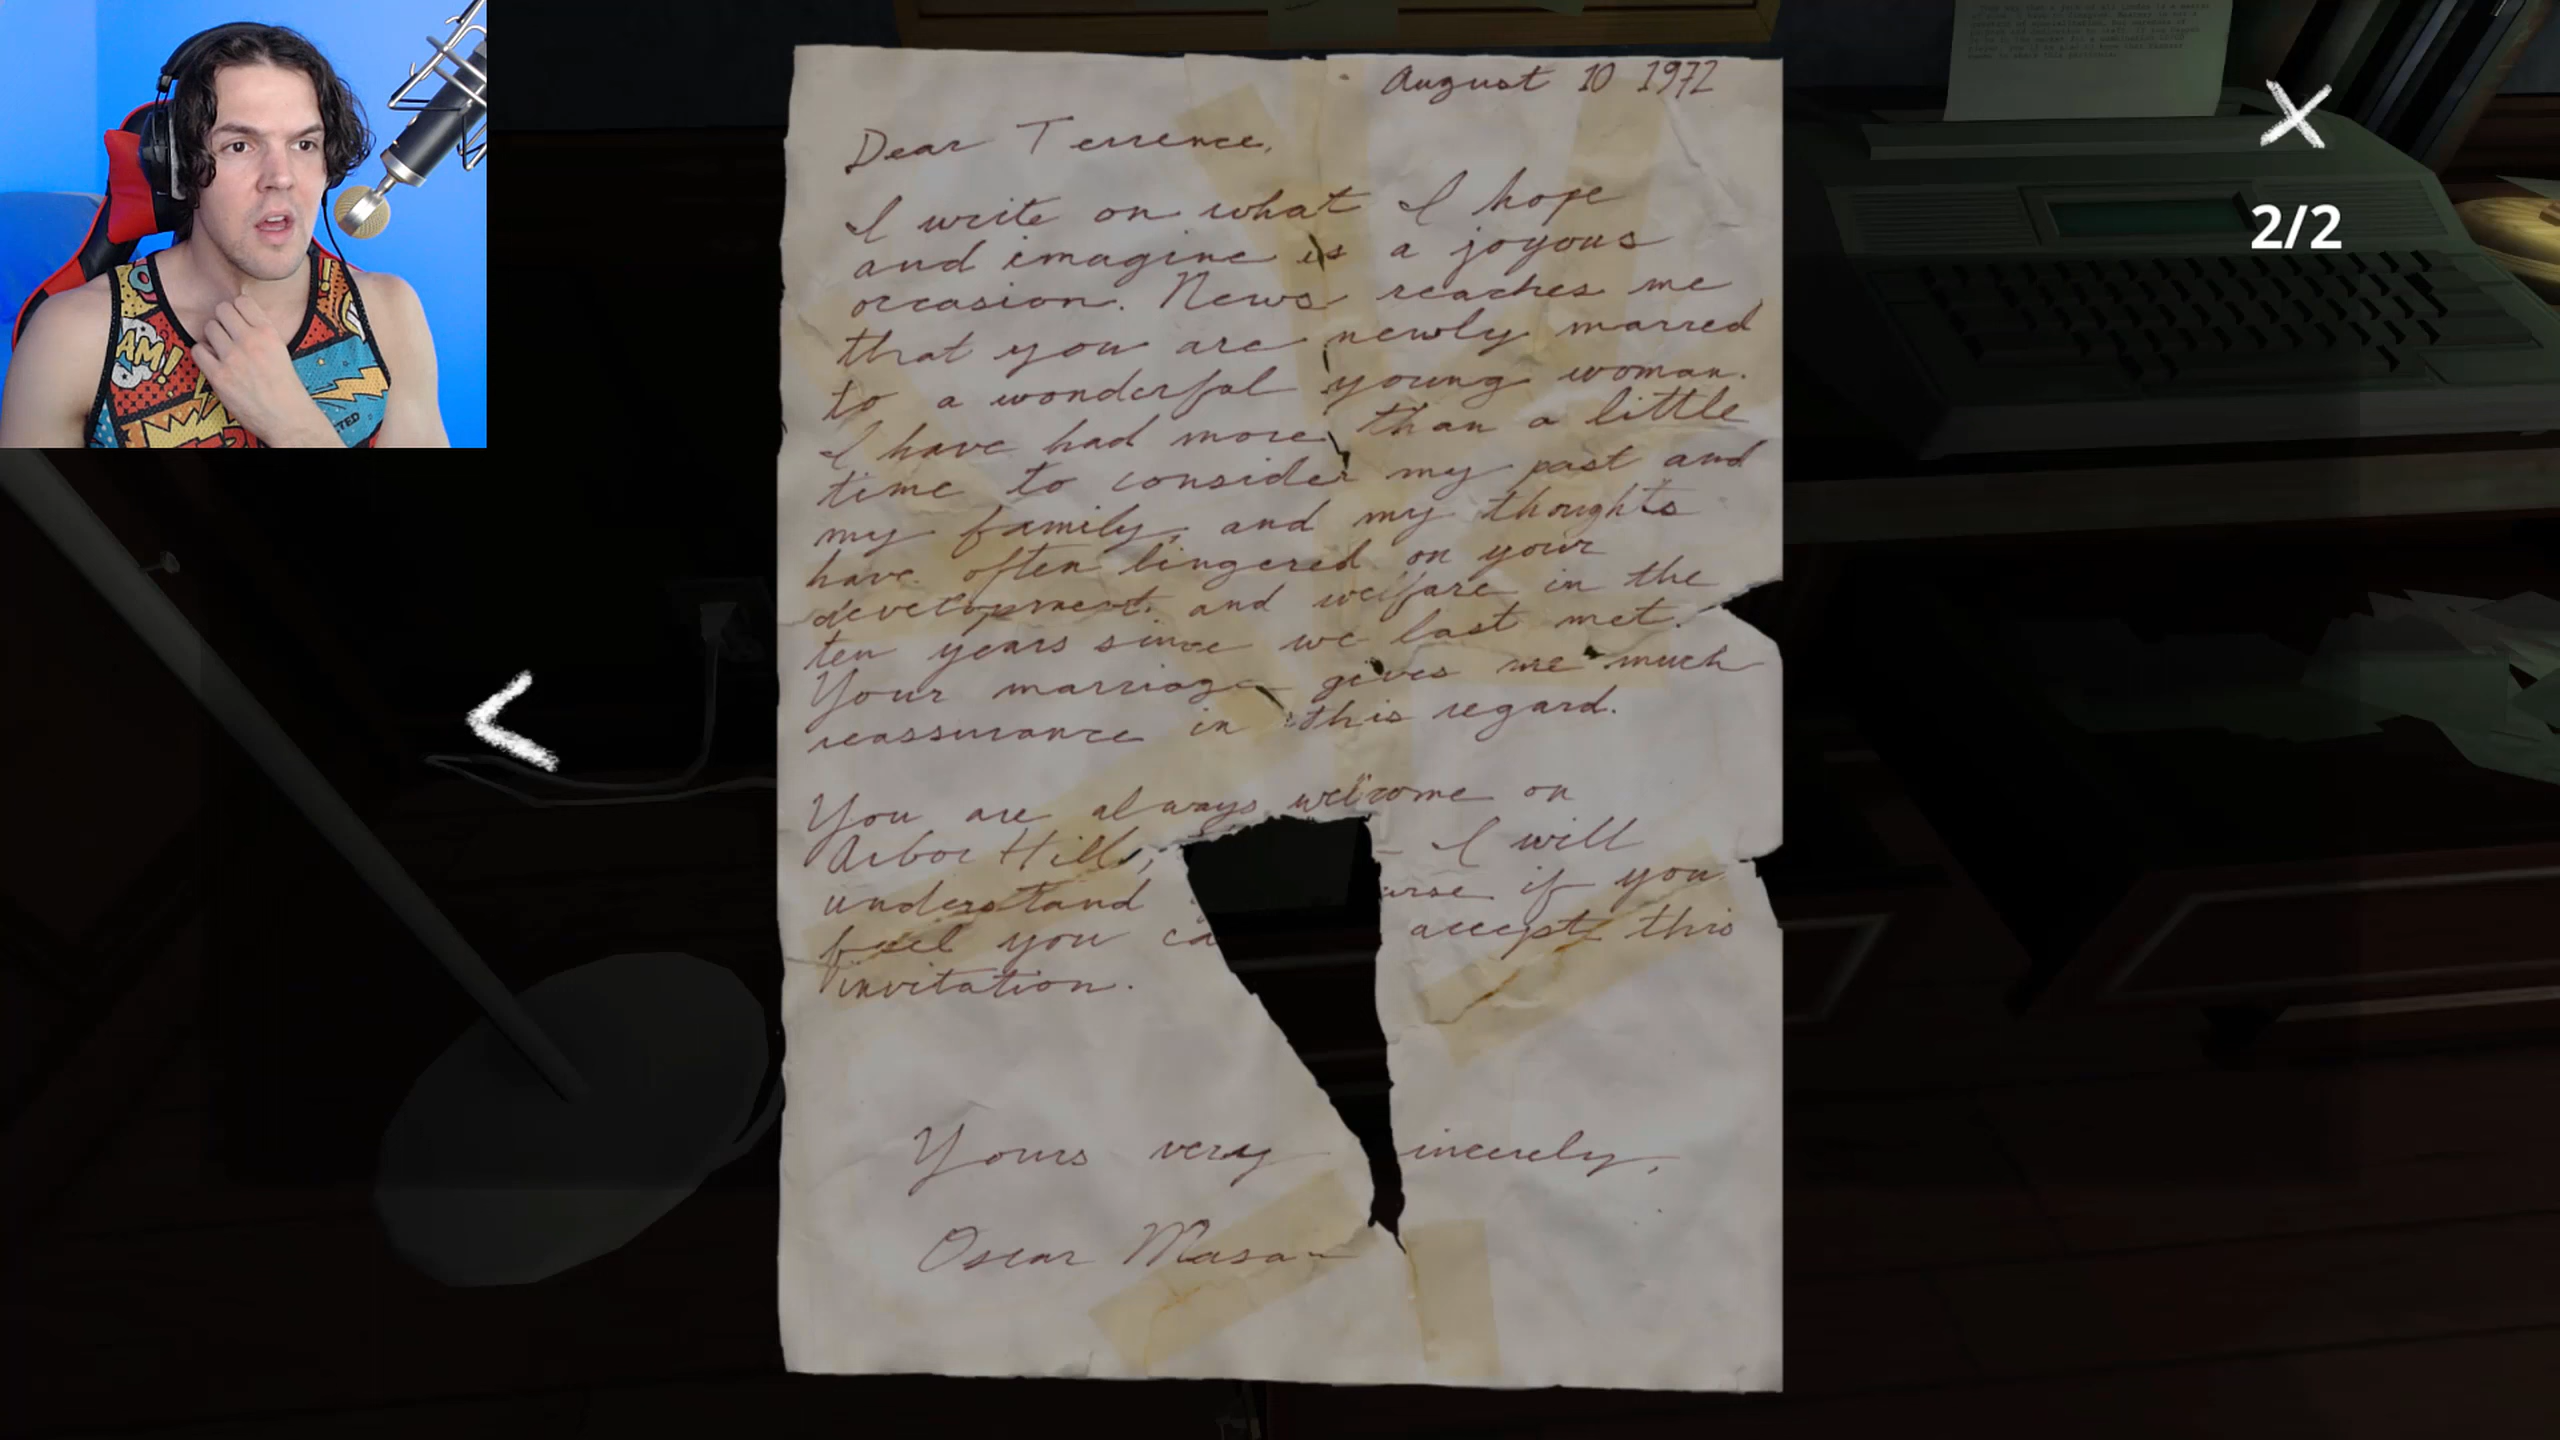 August 10 1972
Dear Terrence,
I write on what I hope
and imagine is a joyous
occasion. News reaches me
that you are newly marred
to a wonderful young woman.
I have had more than a little
time to consider my past and
my family, and my thoughts
have often lingered on your
development and welfare in the
ten years since we last met.
Your marriage gives me much
reassurance in this regard.
You are always welcome on
Arbor Hill, I will
understand if you
feel you accept this
invitation.
Yours very incerely,
Oscar Masan
2/2
AM!